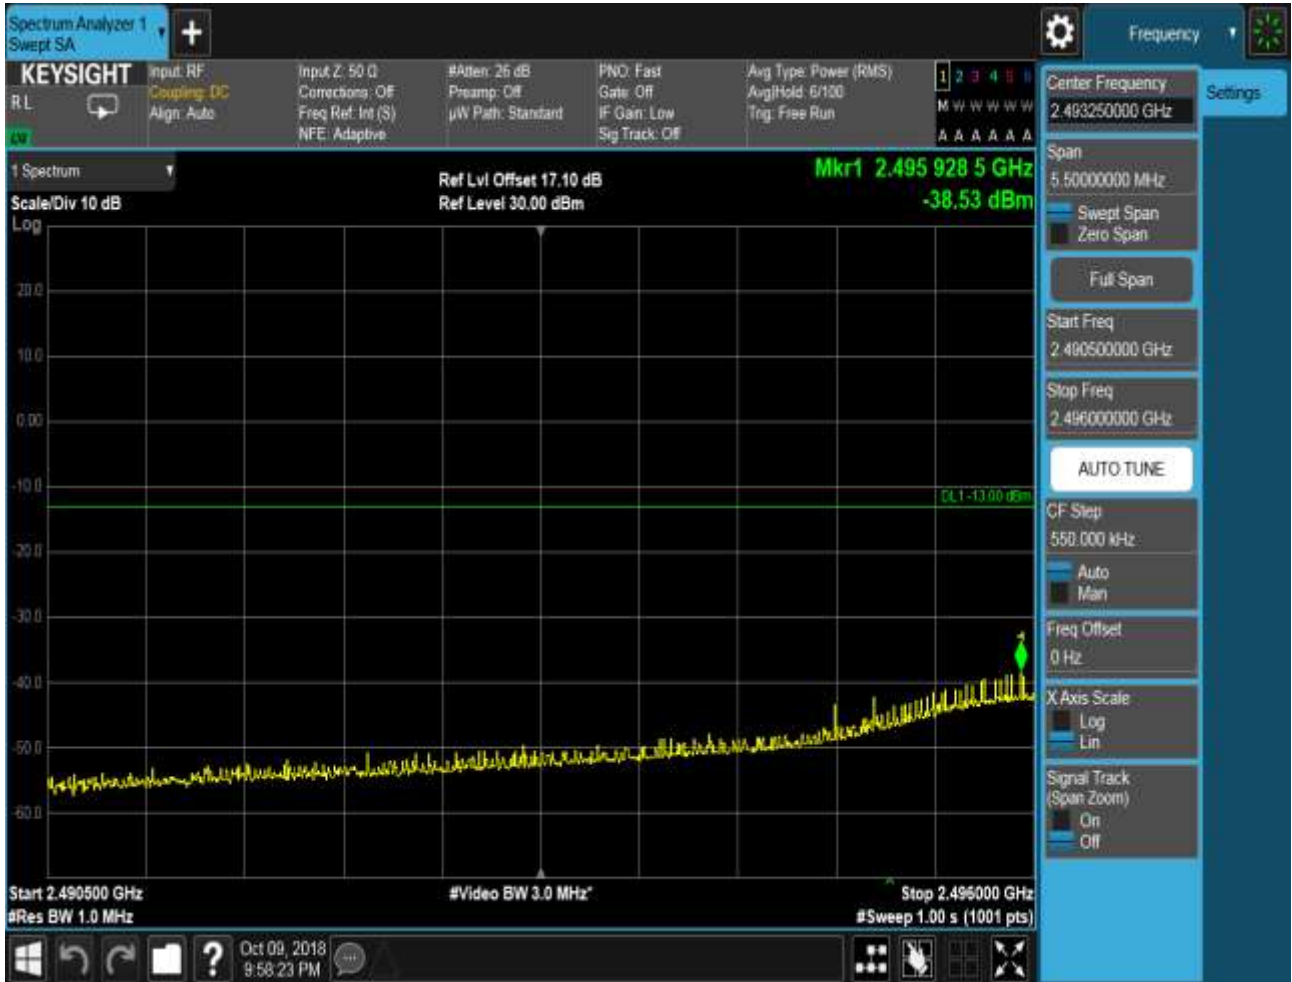 Spectrum Analyzer 1
Swept SA
+
Frequency
KEYSIGHT
R L
LXI
Input: RF
Coupling: DC
Align: Auto
Input Z: 50 Ω
Corrections: Off
Freq Ref: Int (S)
NFE: Adaptive
#Atten: 26 dB
Preamp: Off
µW Path: Standard
PNO: Fast
Gate: Off
IF Gain: Low
Sig Track: Off
Avg Type: Power (RMS)
Avg|Hold: 6/100
Trig: Free Run
1 2 3 4 5 6
M W W W W W
A A A A A A
1 Spectrum
Scale/Div 10 dB
Log
Ref Lvl Offset 17.10 dB
Ref Level 30.00 dBm
Mkr1 2.495 928 5 GHz
-38.53 dBm
20.0
10.0
0.00
-10.0
DL1 -13.00 dBm
-20.0
-30.0
1
-40.0
-50.0
-60.0
Start 2.490500 GHz
#Res BW 1.0 MHz
#Video BW 3.0 MHz*
Stop 2.496000 GHz
#Sweep 1.00 s (1001 pts)
Center Frequency
2.493250000 GHz
Settings
Span
5.50000000 MHz
Swept Span
Zero Span
Full Span
Start Freq
2.490500000 GHz
Stop Freq
2.496000000 GHz
AUTO TUNE
CF Step
550.000 kHz
Auto
Man
Freq Offset
0 Hz
X Axis Scale
Log
Lin
Signal Track
(Span Zoom)
On
Off
?
Oct 09, 2018
9:58:23 PM